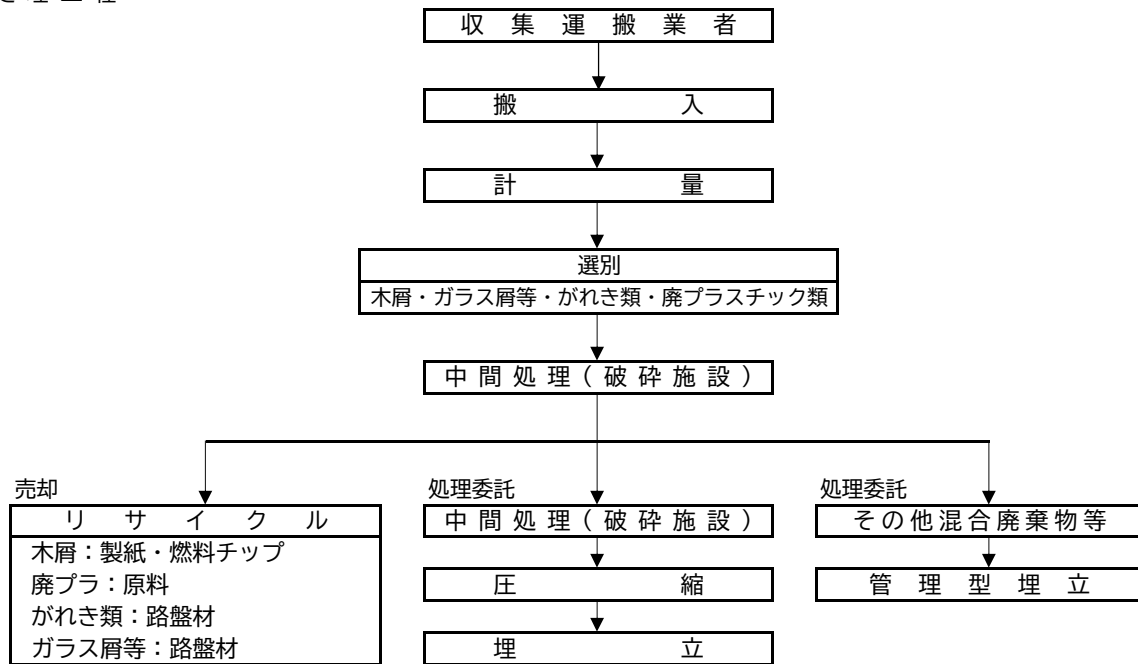 収集運搬業者
搬入
計量
選別
木屑・ガラス屑等・がれき類・廃プラスチック類
中間処理(破砕施設)
売却
リサイクル
木屑：製紙・燃料チップ
廃プラ：原料
がれき類：路盤材
ガラス屑等：路盤材
処理委託
中間処理(破砕施設)
圧縮
埋立
処理委託
その他混合廃棄物等
管理型埋立